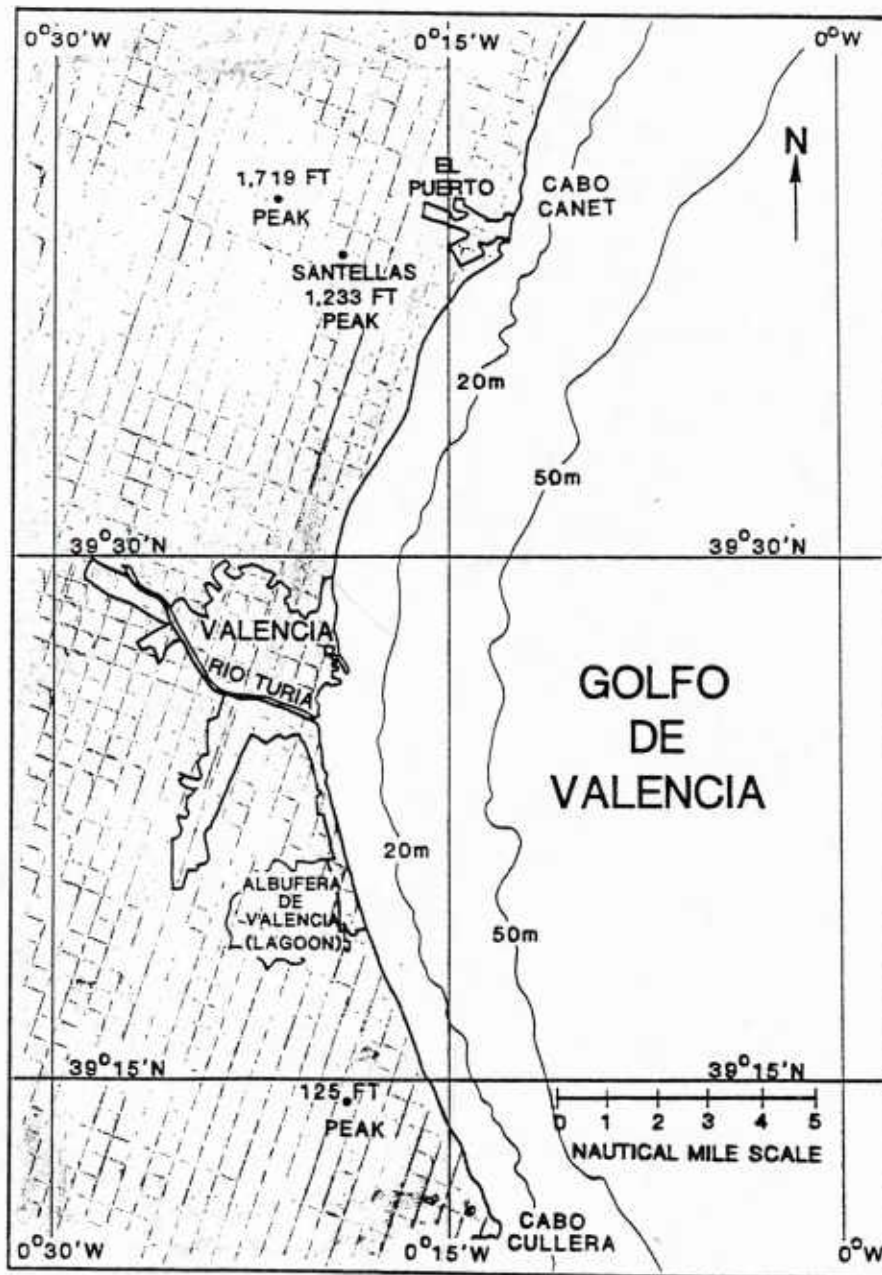 0°30'W
0°15'W
0°W
N
EL
PUERTO
1,719 FT
PEAK
CABO
CANET
SANTELLAS
1,233 FT
PEAK
20m
50m
39°30'N
39°30'N
VALENCIA
RIO TURIA
GOLFO
DE
VALENCIA
20m
ALBUFERA
DE
VALENCIA
(LAGOON)
50m
39°15'N
39°15'N
125 FT
PEAK
0 1 2 3 4 5
NAUTICAL MILE SCALE
CABO
CULLERA
0°30'W
0°15'W
0°W